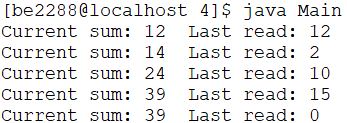 [be2288@localhost 4]$ java Main
Current sum: 12  Last read: 12
Current sum: 14  Last read: 2
Current sum: 24  Last read: 10
Current sum: 39  Last read: 15
Current sum: 39  Last read: 0